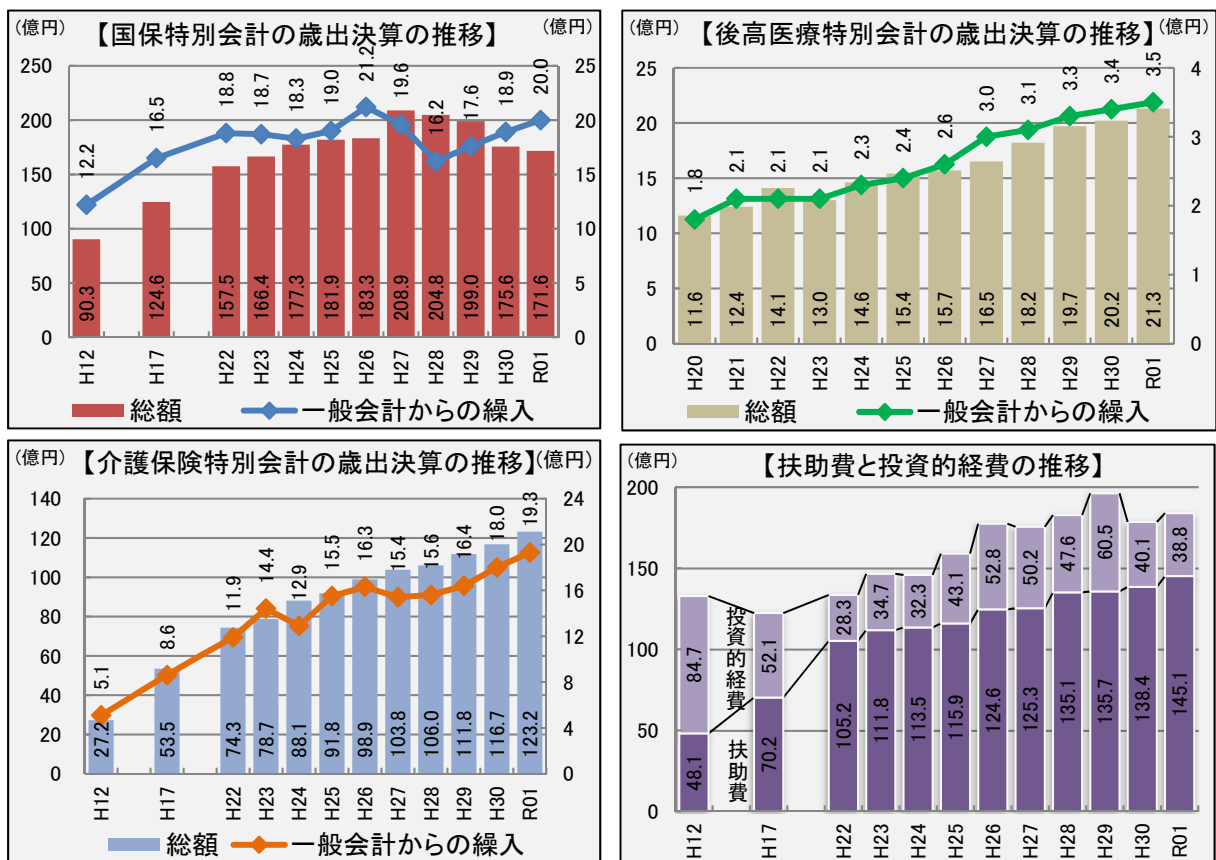 (億円) 【国保特別会計の歳出決算の推移】 (億円)
250 25
200 20
150 15
100 10
50 5
0 0
12.2 16.5 18.8 18.7 18.3 19.0 21.2 19.6 16.2 17.6 18.9 20.0
90.3 124.6 157.5 166.4 177.3 181.9 183.3 208.9 204.8 199.0 175.6 171.6
H12 H17 H22 H23 H24 H25 H26 H27 H28 H29 H30 R01
総額 一般会計からの繰入
(億円) 【後高医療特別会計の歳出決算の推移】 (億円)
25 4
20 3
15 2
10 1
5 0
0
1.8 2.1 2.1 2.1 2.3 2.4 2.6 3.0 3.1 3.3 3.4 3.5
11.6 12.4 14.1 13.0 14.6 15.4 15.7 16.5 18.2 19.7 20.2 21.3
H20 H21 H22 H23 H24 H25 H26 H27 H28 H29 H30 R01
総額 一般会計からの繰入
(億円) 【介護保険特別会計の歳出決算の推移】 (億円)
140 24
120 20
100 16
80 12
60 8
40 4
20 0
0
5.1 8.6 11.9 14.4 12.9 15.5 16.3 15.4 15.6 16.4 18.0 19.3
27.2 53.5 74.3 78.7 88.1 91.8 98.9 103.8 106.0 111.8 116.7 123.2
H12 H17 H22 H23 H24 H25 H26 H27 H28 H29 H30 R01
総額 一般会計からの繰入
(億円) 【扶助費と投資的経費の推移】
200
150
100
50
0
84.7 52.1 28.3 34.7 32.3 43.1 52.8 50.2 47.6 60.5 40.1 38.8
投資的経費
48.1 70.2 105.2 111.8 113.5 115.9 124.6 125.3 135.1 135.7 138.4 145.1
扶助費
H12 H17 H22 H23 H24 H25 H26 H27 H28 H29 H30 R01